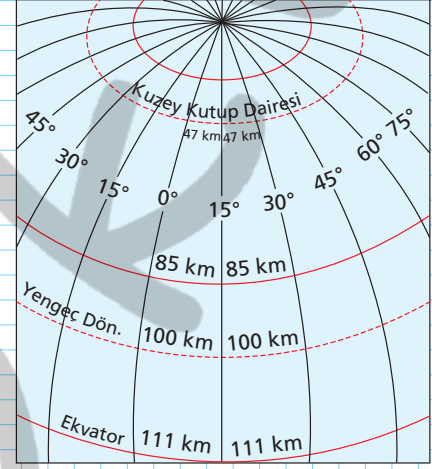 Kuzey Kutup Dairesi
47 km 47 km
45° 30° 15° 0° 15° 30° 45° 60° 75°
85 km 85 km
Yengeç Dön.
100 km 100 km
Ekvator
111 km 111 km